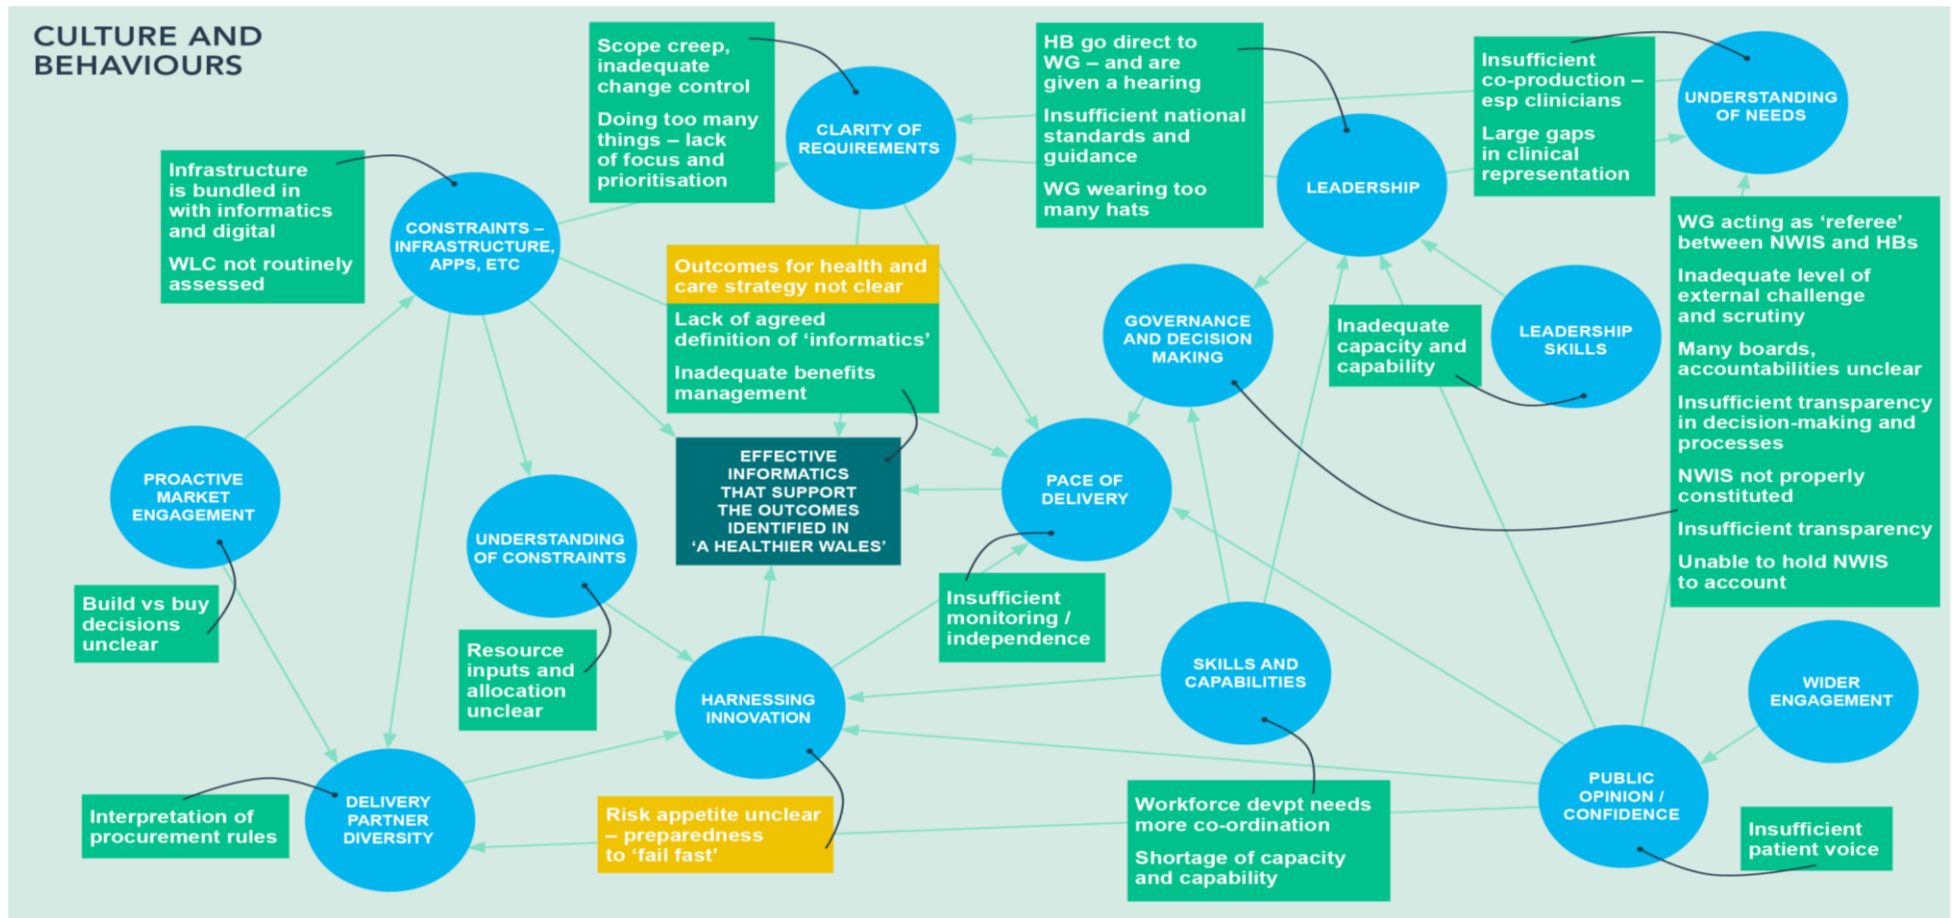 CULTURE AND
BEHAVIOURS
Scope creep,
inadequate
change control
Doing too many
things – lack
of focus and
prioritisation
CLARITY OF
REQUIREMENTS
HB go direct to
WG – and are
given a hearing
Insufficient national
standards and
guidance
WG wearing too
many hats
LEADERSHIP
Insufficient
co-production –
esp clinicians
Large gaps
in clinical
representation
UNDERSTANDING
OF NEEDS
Infrastructure
is bundled in
with informatics
and digital
WLC not routinely
assessed
CONSTRAINTS –
INFRASTRUCTURE,
APPS, ETC
Outcomes for health and
care strategy not clear
Lack of agreed
definition of ‘informatics’
Inadequate benefits
management
GOVERNANCE
AND DECISION
MAKING
Inadequate
capacity and
capability
LEADERSHIP
SKILLS
WG acting as ‘referee’
between NWIS and HBs
Inadequate level of
external challenge
and scrutiny
Many boards,
accountabilities unclear
Insufficient transparency
in decision-making and
processes
NWIS not properly
constituted
Insufficient transparency
Unable to hold NWIS
to account
PROACTIVE
MARKET
ENGAGEMENT
UNDERSTANDING
OF CONSTRAINTS
EFFECTIVE
INFORMATICS
THAT SUPPORT
THE OUTCOMES
IDENTIFIED IN
‘A HEALTHIER WALES’
PACE OF
DELIVERY
Build vs buy
decisions
unclear
Resource
inputs and
allocation
unclear
HARNESSING
INNOVATION
Insufficient
monitoring /
independence
SKILLS AND
CAPABILITIES
WIDER
ENGAGEMENT
Interpretation of
procurement rules
DELIVERY
PARTNER
DIVERSITY
Risk appetite unclear
– preparedness
to ‘fail fast’
Workforce devpt needs
more co-ordination
Shortage of capacity
and capability
PUBLIC
OPINION /
CONFIDENCE
Insufficient
patient voice